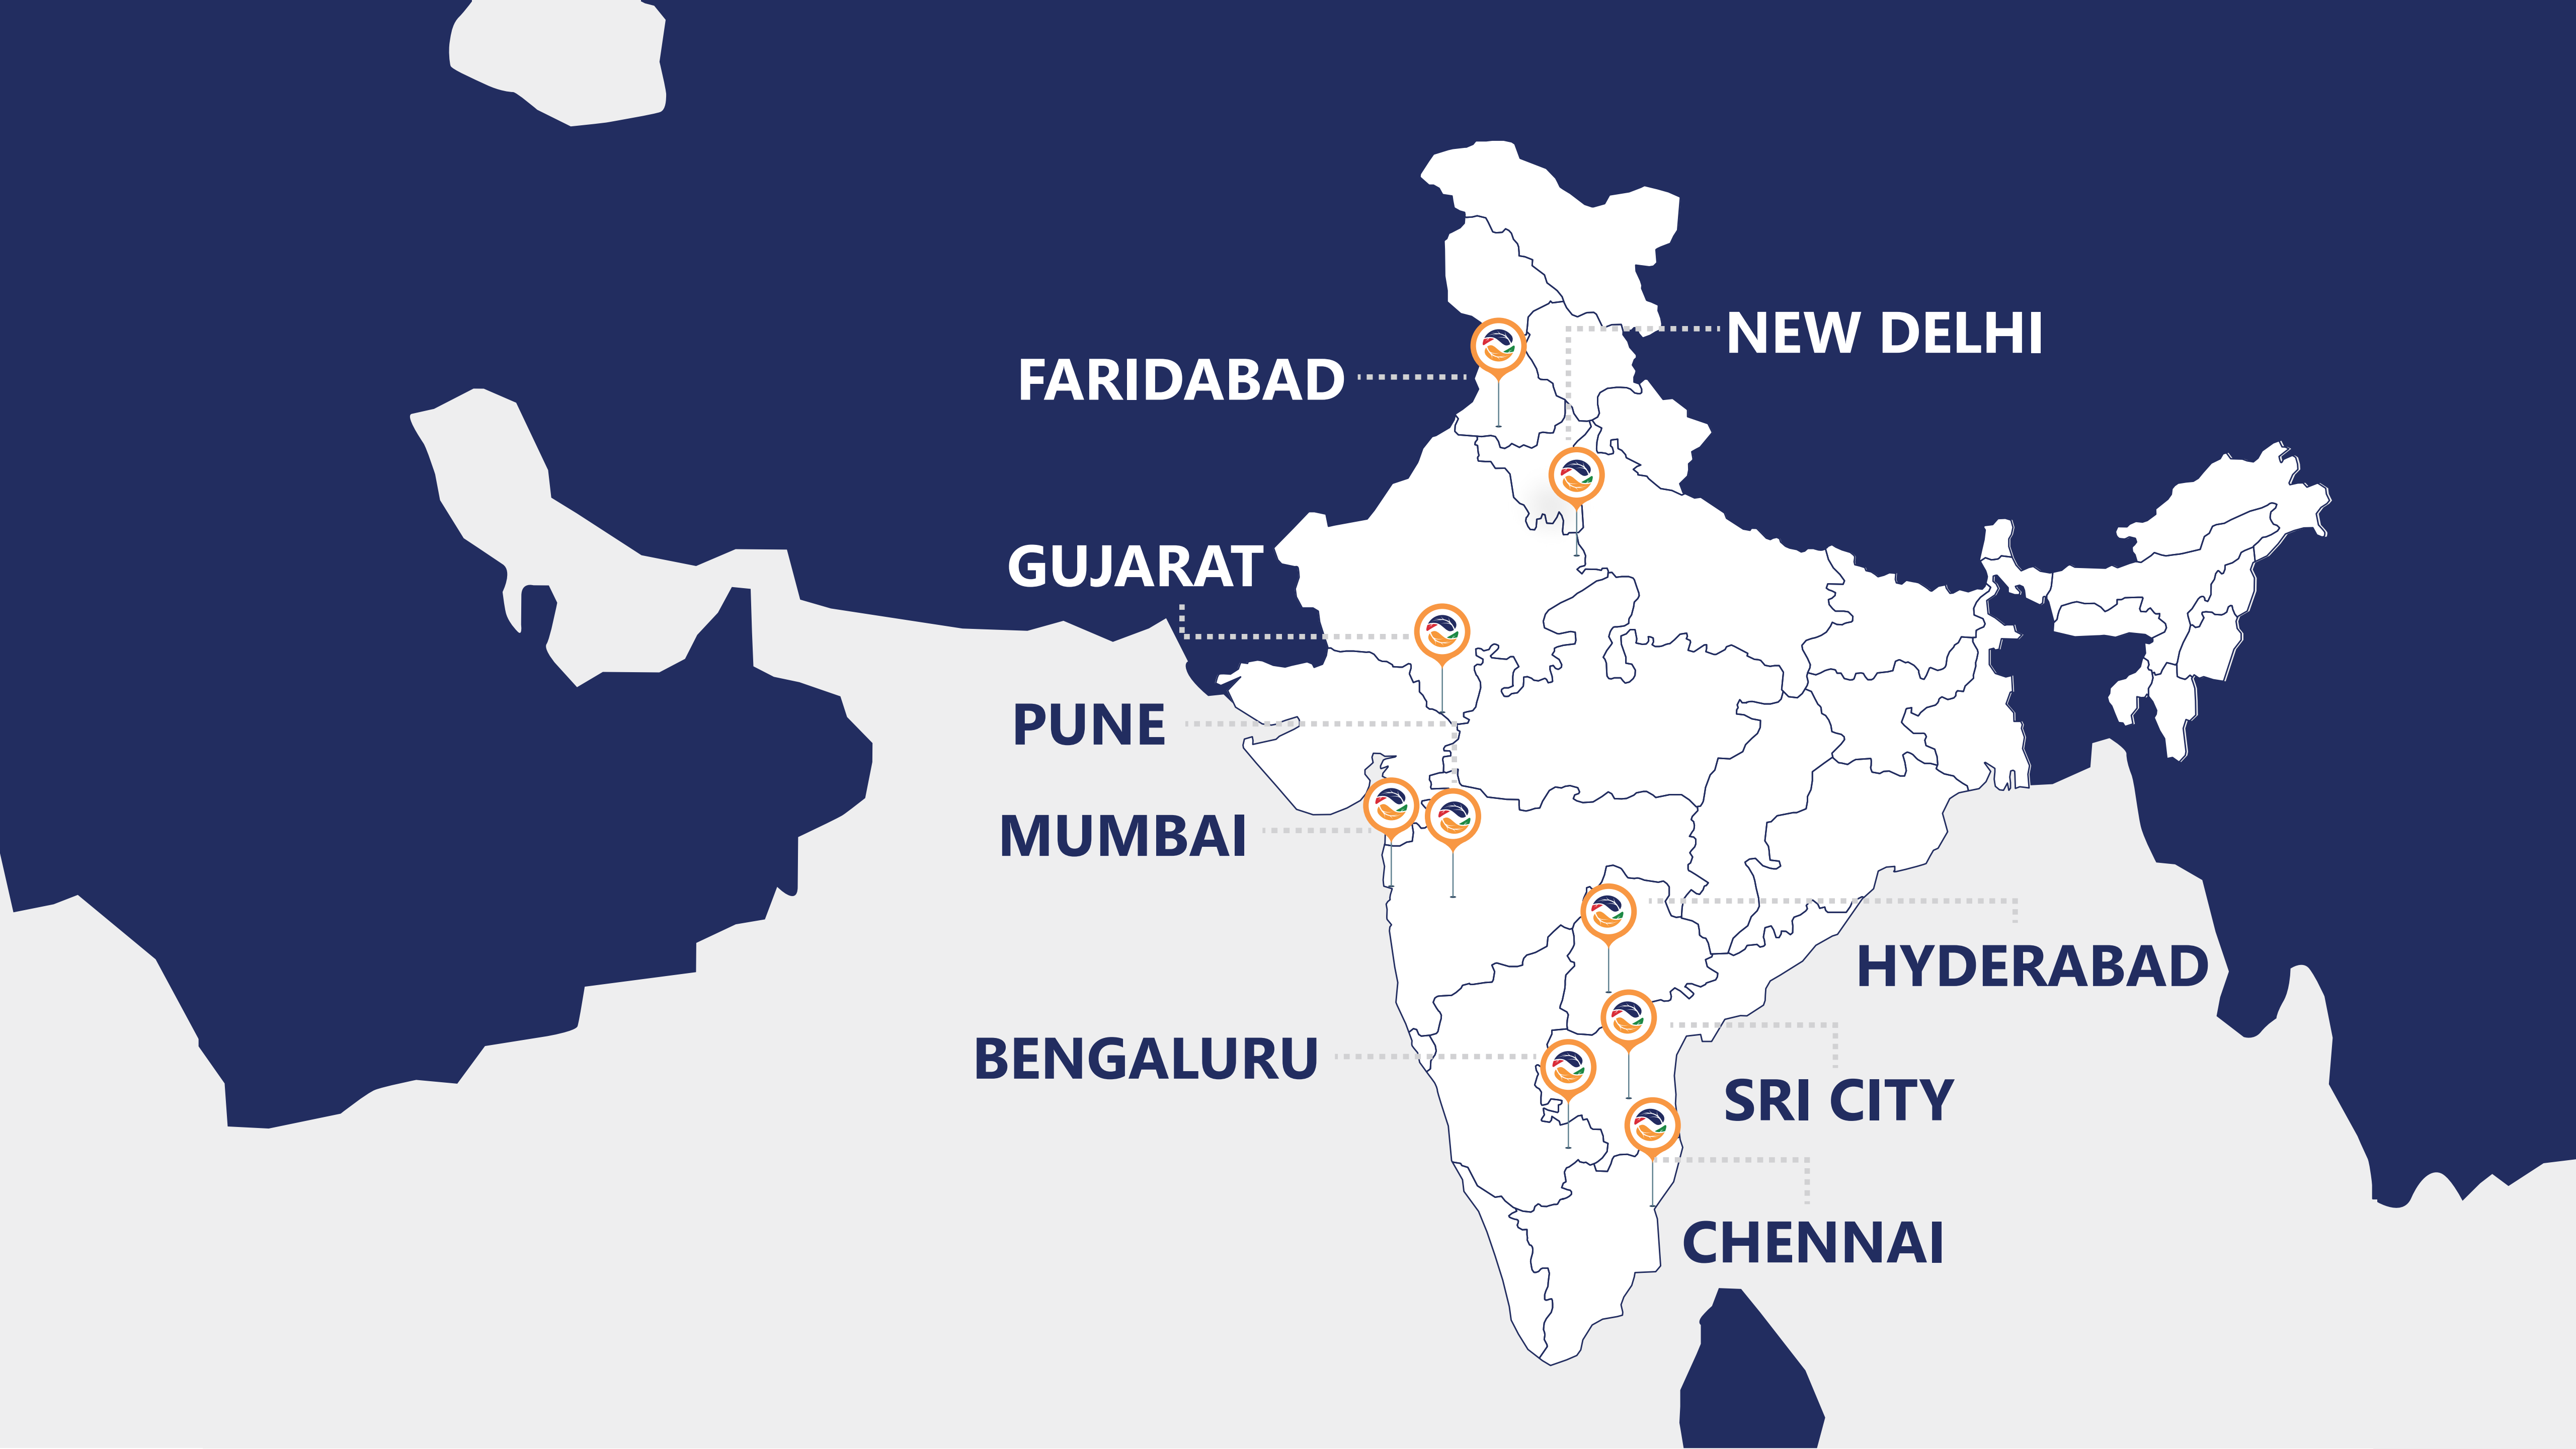 NEW DELHI
FARIDABAD
GUJARAT
PUNE
MUMBAI
HYDERABAD
BENGALURU
SRI CITY
CHENNAI